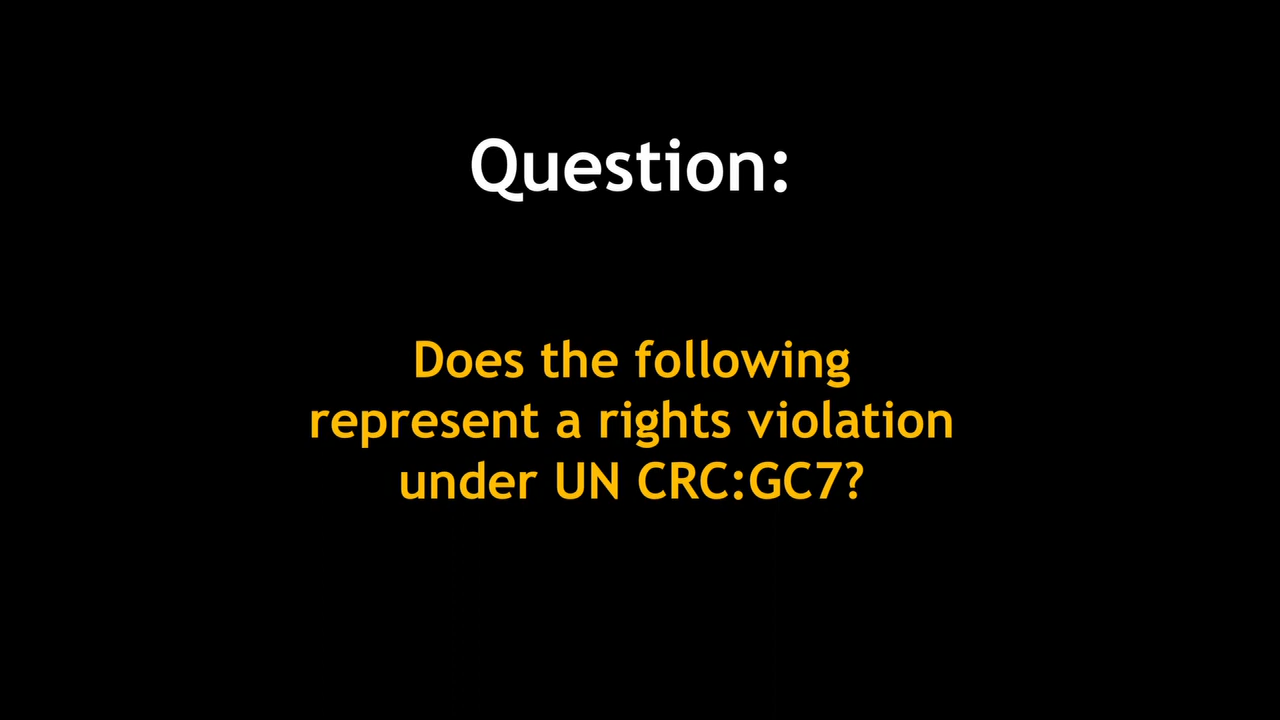 Question:
Does the following
represent a rights violation
under UN CRC:GC7?